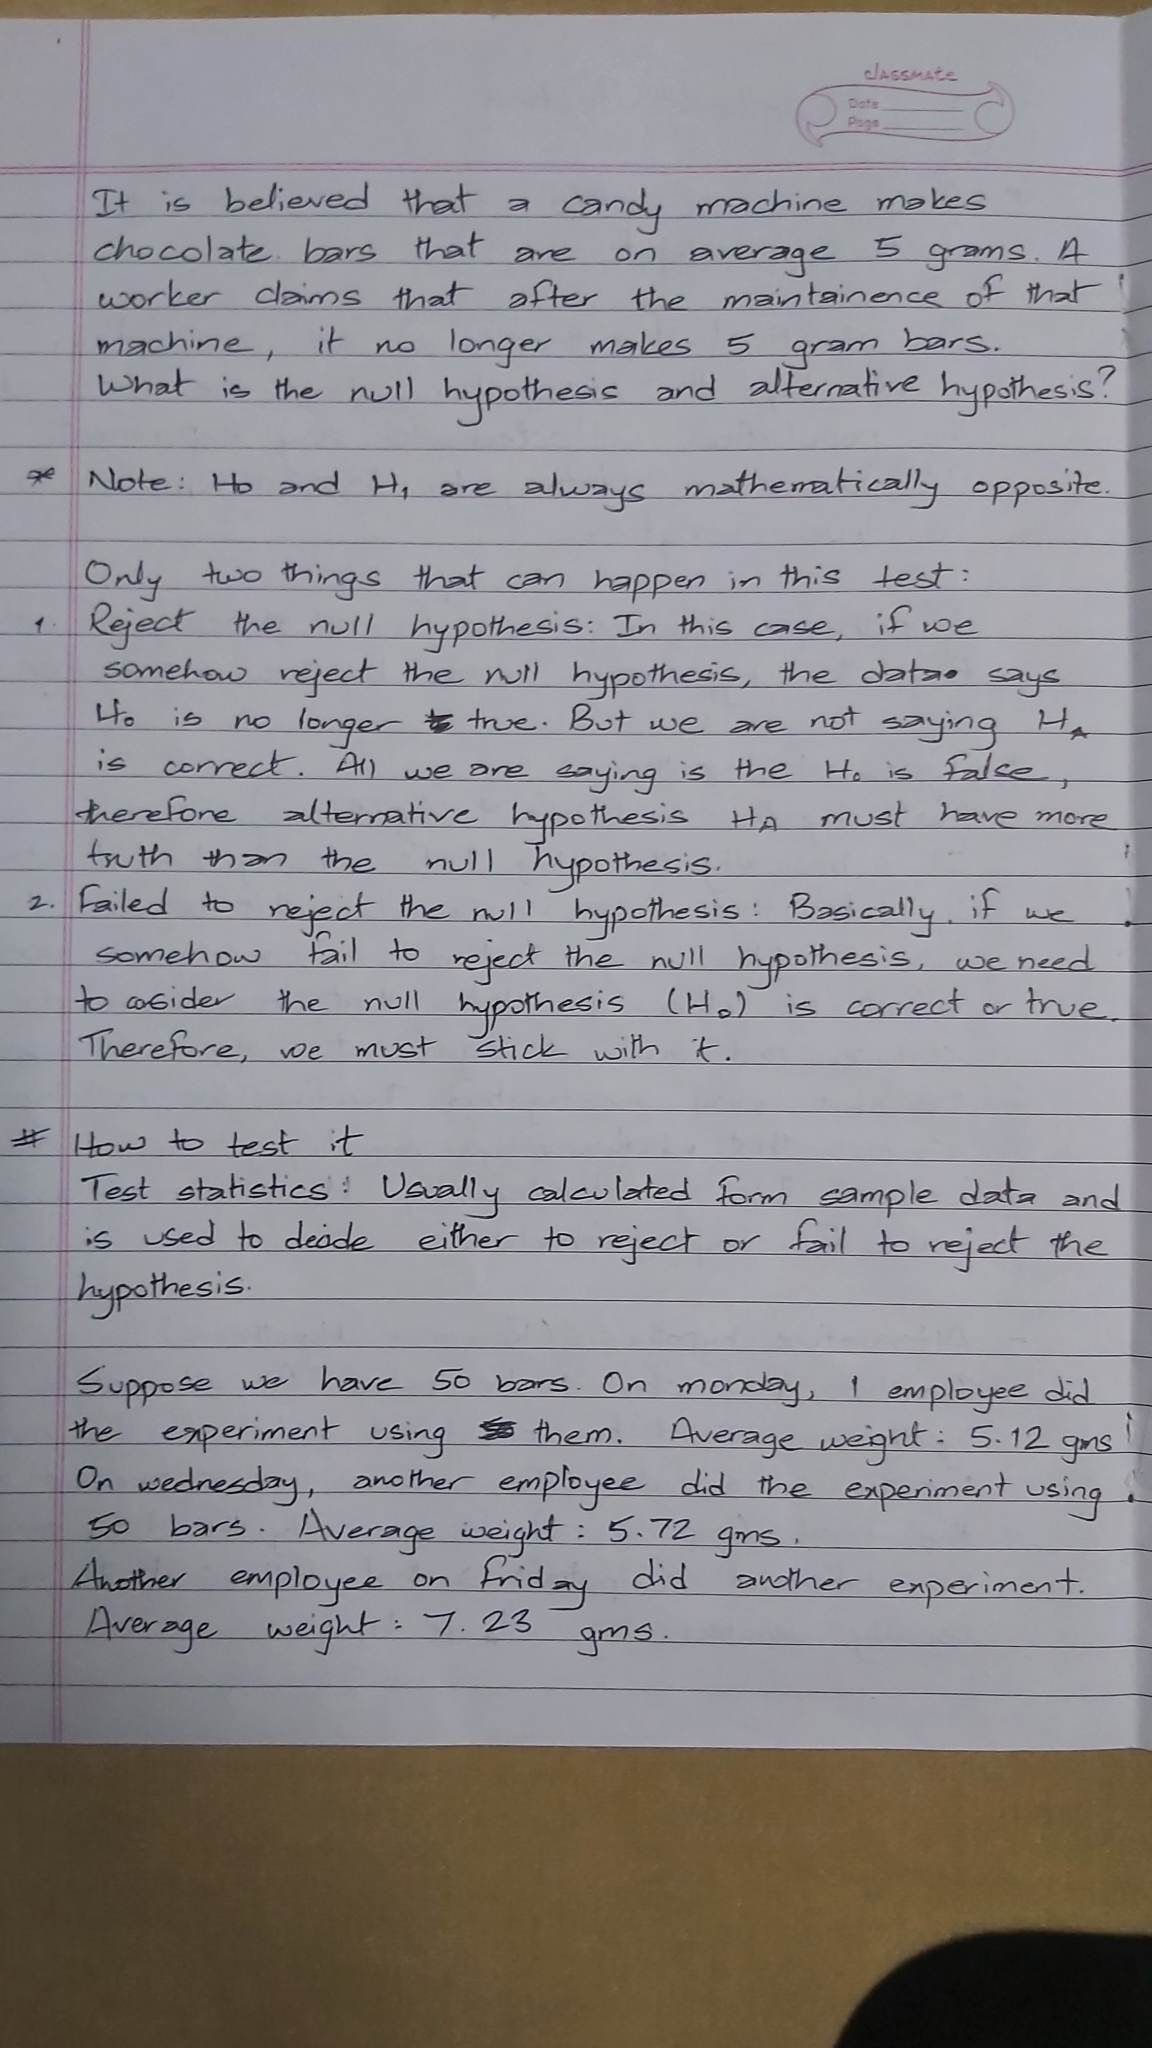 classmate
Date
Page
It is believed that a candy machine makes
chocolate bars that are on average 5 grams. A
worker claims that after the maintainence of that
machine, it no longer makes 5 gram bars.
What is the null hypothesis and alternative hypothesis?
* Note: H₀ and H₁ are always mathematically opposite.
Only two things that can happen in this test:
1. Reject the null hypothesis: In this case, if we
somehow reject the null hypothesis, the data says
H₀ is no longer true. But we are not saying H_A
is correct. All we are saying is the H₀ is false,
therefore alternative hypothesis H_A must have more
truth than the null hypothesis.
2. Failed to reject the null hypothesis: Basically, if we
somehow fail to reject the null hypothesis, we need
to cosider the null hypothesis (H₀) is correct or true.
Therefore, we must stick with it.
# How to test it
Test statistics: Usually calculated form sample data and
is used to decide either to reject or fail to reject the
hypothesis.
Suppose we have 50 bars. On monday, 1 employee did
the experiment using them. Average weight: 5.12 gms
On wednesday, another employee did the experiment using
50 bars. Average weight: 5.72 gms.
Another employee on friday did another experiment.
Average weight: 7.23 gms.